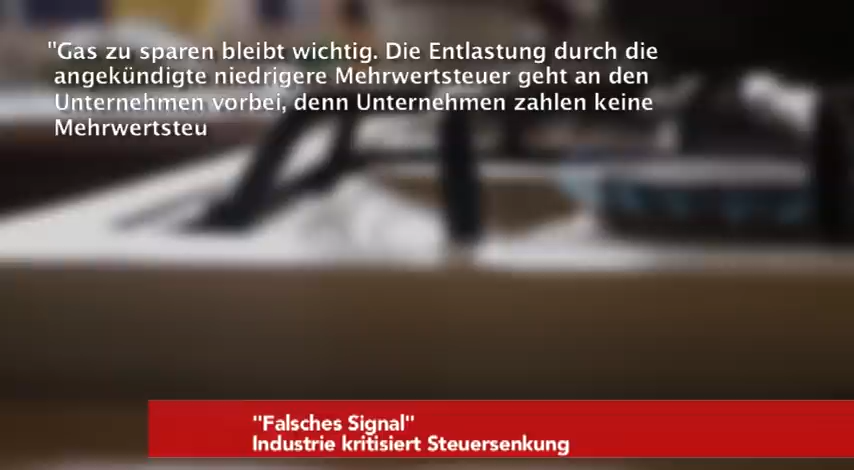 "Gas zu sparen bleibt wichtig. Die Entlastung durch die
angekündigte niedrigere Mehrwertsteuer geht an den
Unternehmen vorbei, denn Unternehmen zahlen keine
Mehrwertsteu
"Falsches Signal"
Industrie kritisiert Steuersenkung